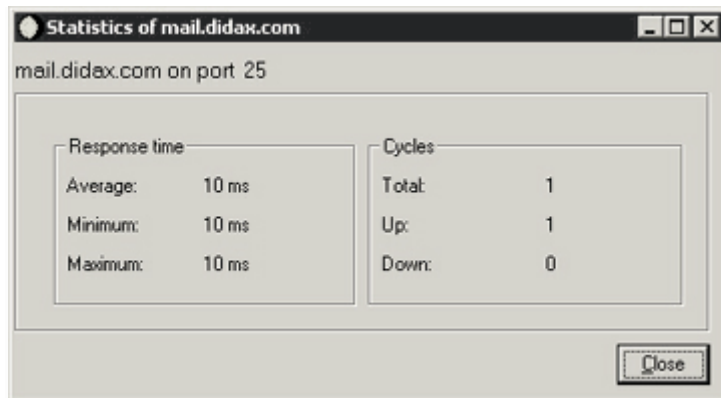 Statistics of mail.didax.com
mail.didax.com on port 25
Response time
Average: 10 ms
Minimum: 10 ms
Maximum: 10 ms
Cycles
Total: 1
Up: 1
Down: 0
Close